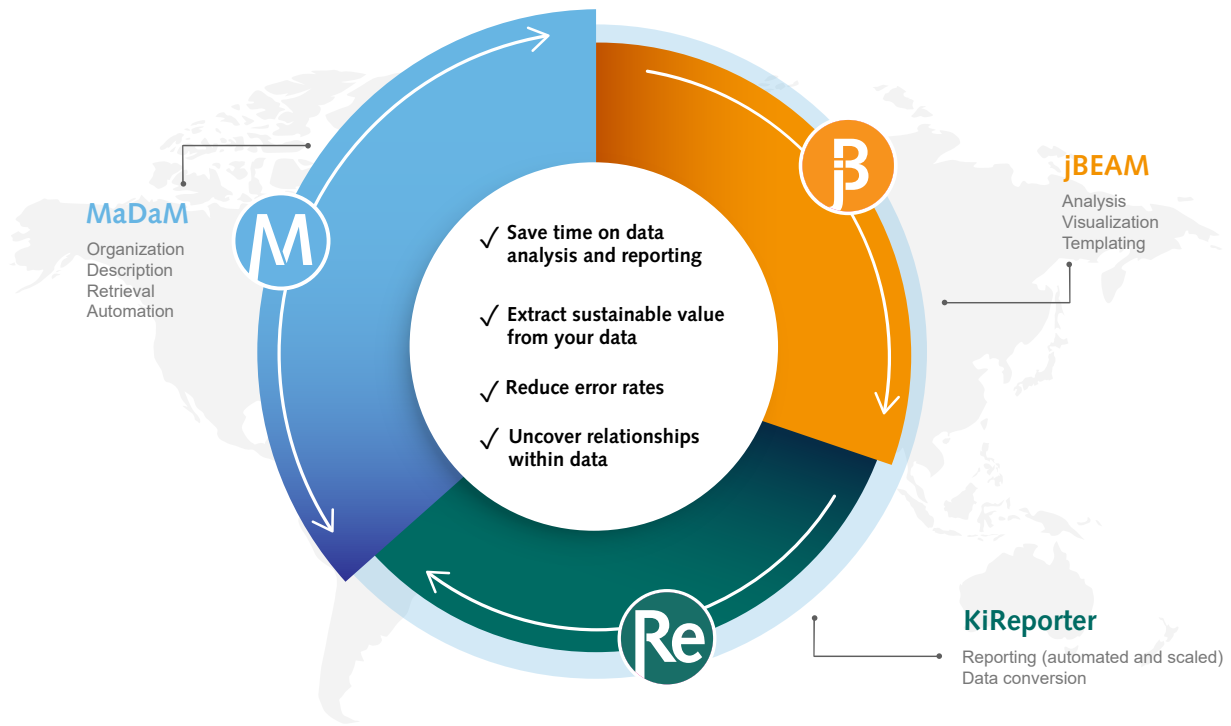 MaDaM
Organization
Description
Retrieval
Automation
M
✓ Save time on data
analysis and reporting
✓ Extract sustainable value
from your data
✓ Reduce error rates
✓ Uncover relationships
within data
jB
jBEAM
Analysis
Visualization
Templating
Re
KiReporter
Reporting (automated and scaled)
Data conversion